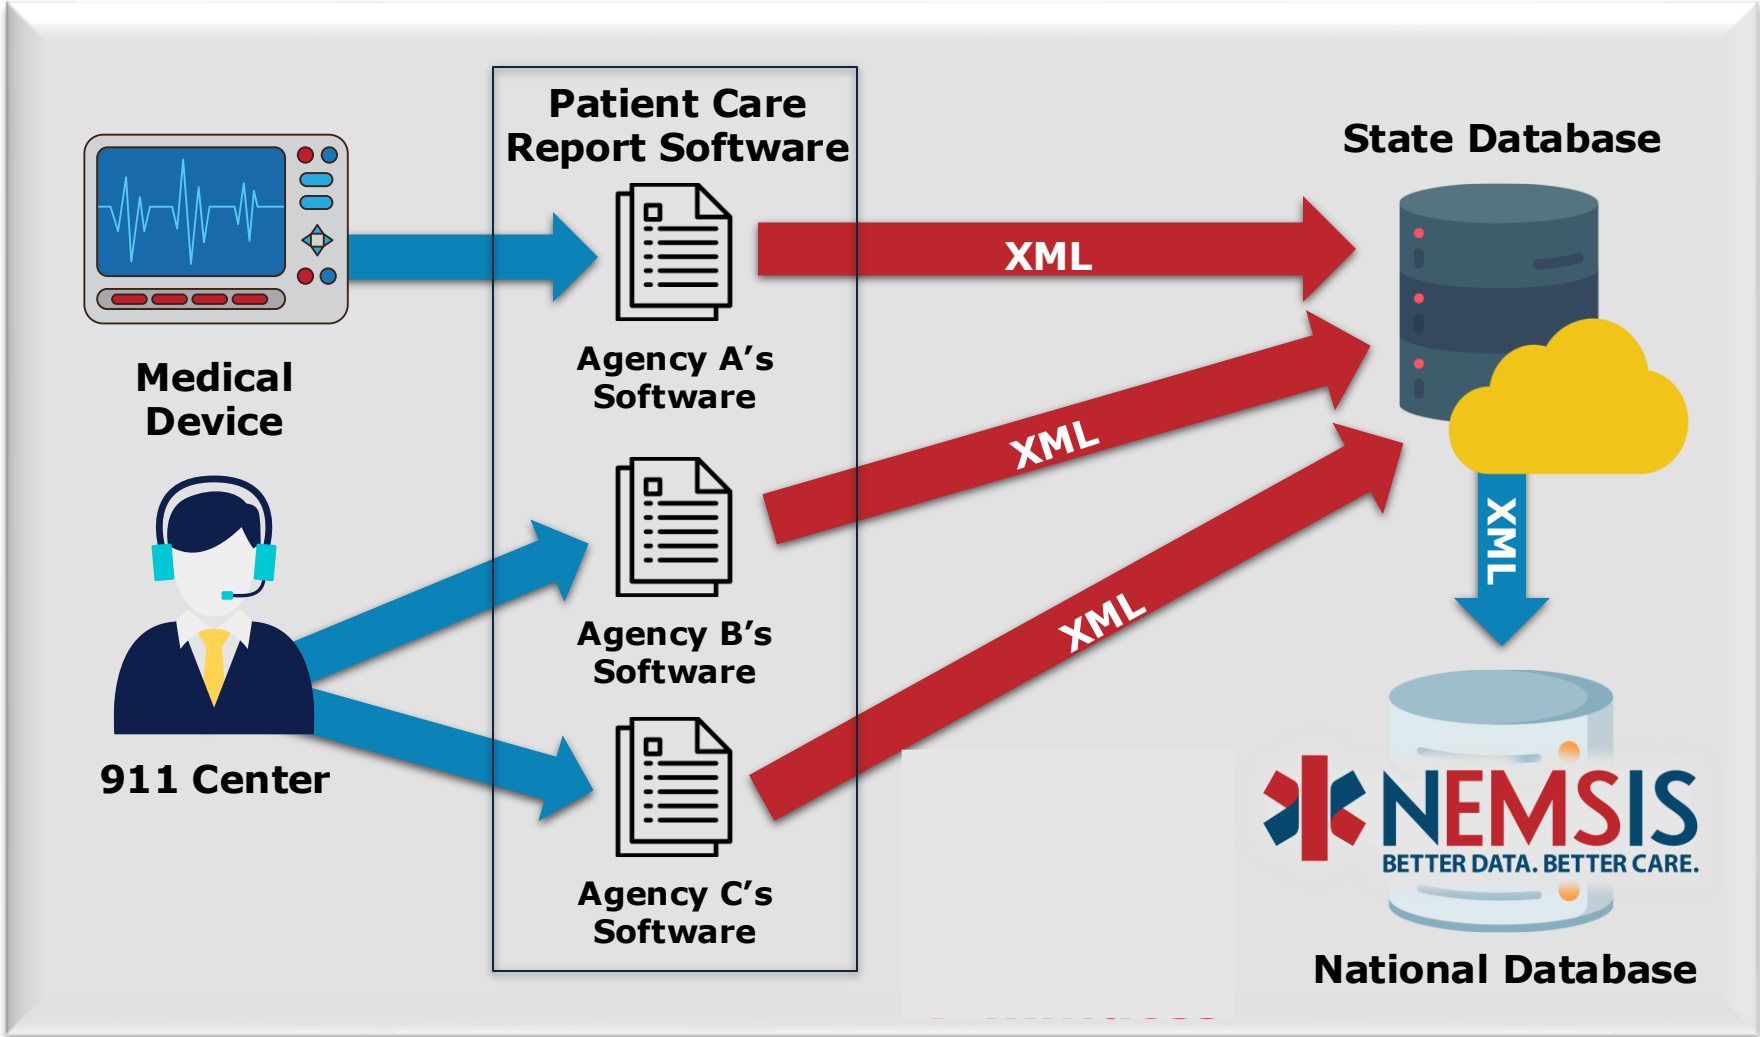 Patient Care
Report Software
State Database
XML
Agency A’s
Software
Medical
Device
XML
XML
XML
Agency B’s
Software
911 Center
NEMSIS
BETTER DATA. BETTER CARE.
Agency C’s
Software
National Database